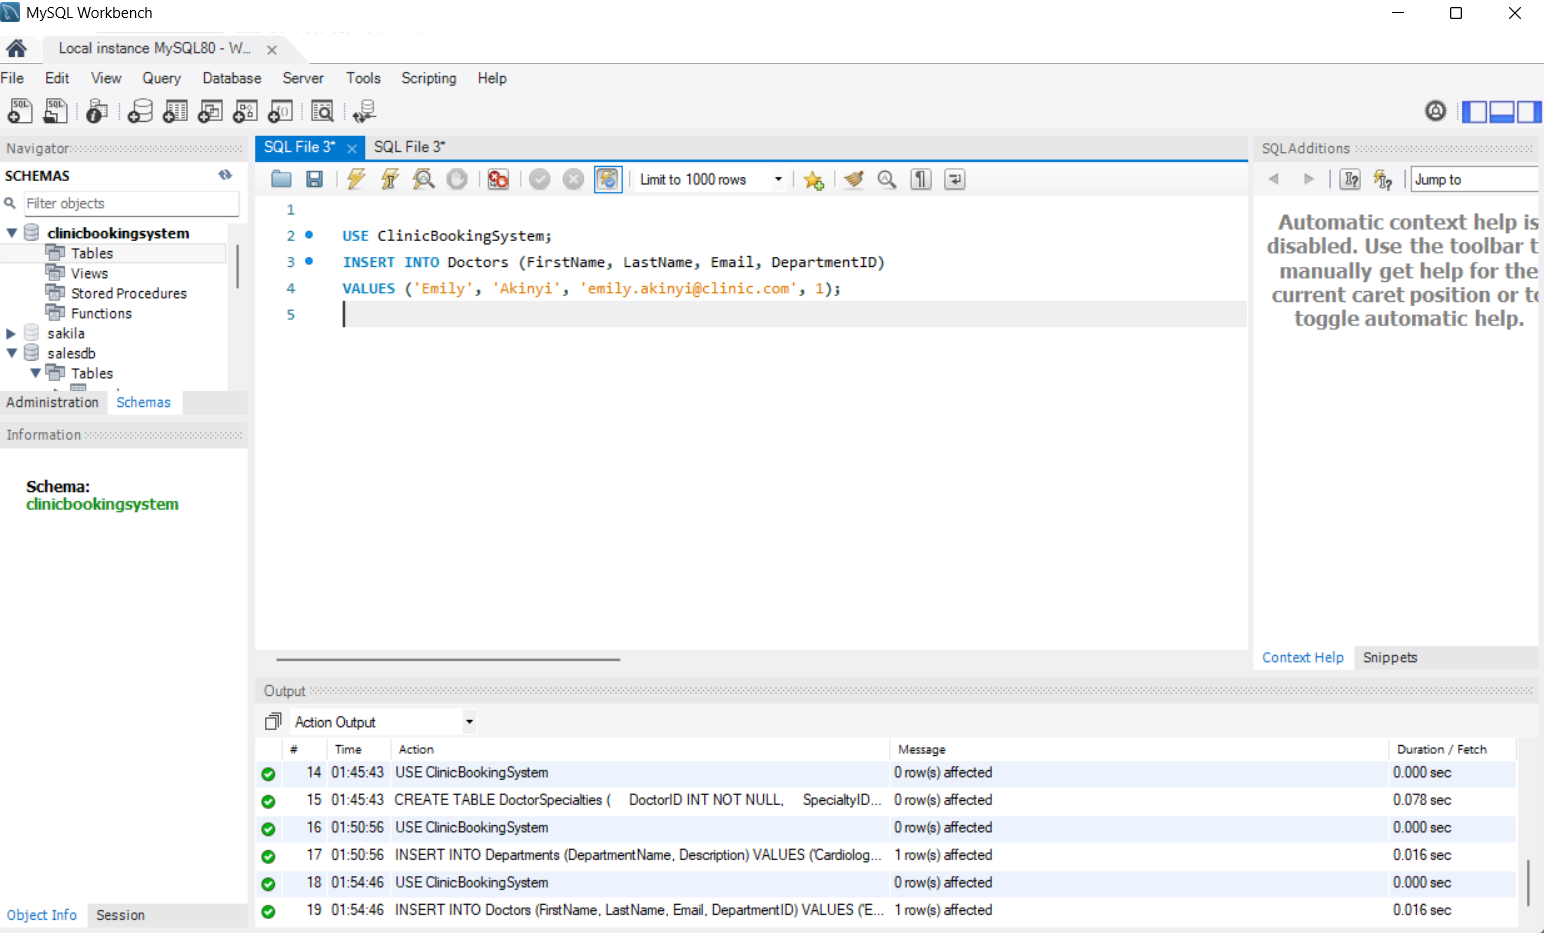 MySQL Workbench
Local instance MySQL80 - W...
File Edit View Query Database Server Tools Scripting Help
Navigator
SCHEMAS
Filter objects
clinicbookingsystem
Tables
Views
Stored Procedures
Functions
sakila
salesdb
Tables
Administration Schemas
Information
Schema:
clinicbookingsystem
Object Info Session
SQL File 3* SQL File 3*
Limit to 1000 rows
1
2 USE ClinicBookingSystem;
3 INSERT INTO Doctors (FirstName, LastName, Email, DepartmentID)
4 VALUES ('Emily', 'Akinyi', 'emily.akinyi@clinic.com', 1);
5
SQLAdditions
Jump to
Automatic context help is
disabled. Use the toolbar t
manually get help for the
current caret position or to
toggle automatic help.
Context Help Snippets
Output
Action Output
# Time Action Message Duration / Fetch
14 01:45:43 USE ClinicBookingSystem 0 row(s) affected 0.000 sec
15 01:45:43 CREATE TABLE DoctorSpecialties ( DoctorID INT NOT NULL, SpecialtyID... 0 row(s) affected 0.078 sec
16 01:50:56 USE ClinicBookingSystem 0 row(s) affected 0.000 sec
17 01:50:56 INSERT INTO Departments (DepartmentName, Description) VALUES ('Cardiolog... 1 row(s) affected 0.016 sec
18 01:54:46 USE ClinicBookingSystem 0 row(s) affected 0.000 sec
19 01:54:46 INSERT INTO Doctors (FirstName, LastName, Email, DepartmentID) VALUES ('E... 1 row(s) affected 0.016 sec